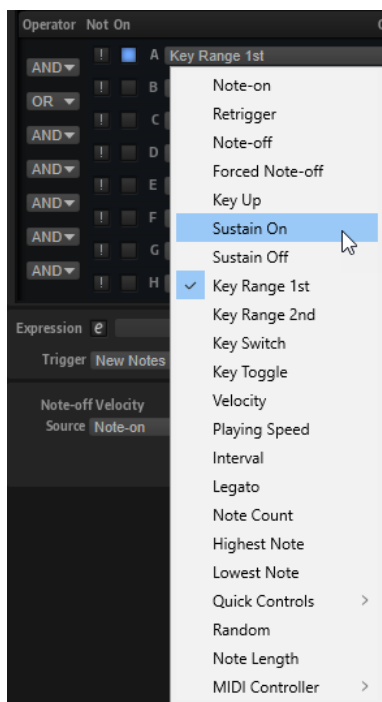 Operator Not On
! A Key Range 1st
AND
! B
OR
! C
AND
! D
AND
! E
AND
! F
AND
! G
AND
! H
Note-on
Retrigger
Note-off
Forced Note-off
Key Up
Sustain On
Sustain Off
Key Range 1st
Key Range 2nd
Key Switch
Key Toggle
Velocity
Playing Speed
Interval
Legato
Note Count
Highest Note
Lowest Note
Quick Controls
Random
Note Length
MIDI Controller
Expression e
Trigger New Notes
Note-off Velocity
Source Note-on